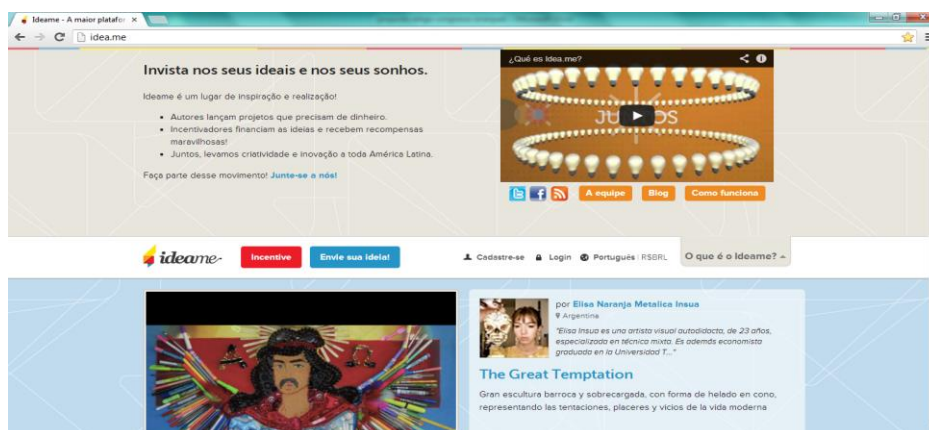 Ideame - A maior platafor
idea.me
Invista nos seus ideais e nos seus sonhos.
Ideame é um lugar de inspiração e realização!
Autores lançam projetos que precisam de dinheiro.
Incentivadores financiam as ideias e recebem recompensas
maravilhosas!
Juntos, levamos criatividade e inovação a toda América Latina.
Faça parte desse movimento! Junte-se a nós!
¿Qué es Idea.me?
A equipe Blog Como funciona
ideame
Incentive Envie sua ideia! Cadastre-se Login Português R$BRL O que é o Ideame?
por Elisa Naranja Metalica Insua
Argentina
"Elisa Insua es una artista visual autodidacta, de 23 años,
especializada en técnica mixta. Es además economista
graduada en la Universidad T..."
The Great Temptation
Gran escultura barroca y sobrecargada, con forma de helado en cono,
representando las tentaciones, placeres y vicios de la vida moderna